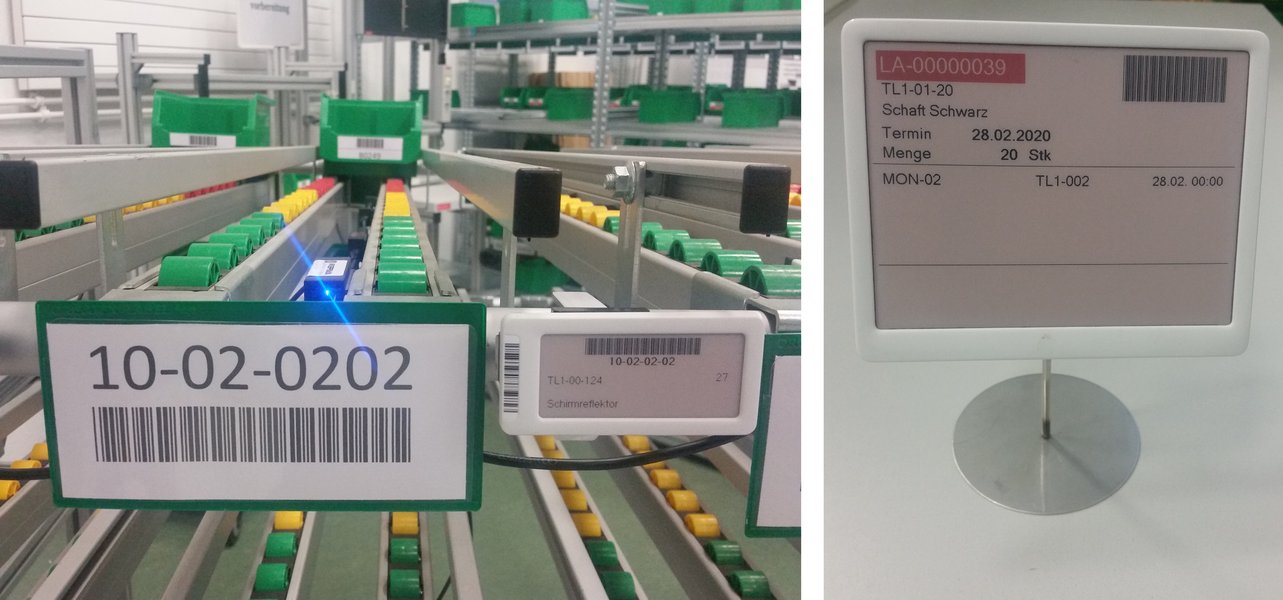 vorbereitung
10-02-0202
10-02-02-02
TL1-00-124
27
Schirmreflektor
LA-00000039
TL1-01-20
Schaft Schwarz
Termin 28.02.2020
Menge 20 Stk
MON-02 TL1-002 28.02. 00:00